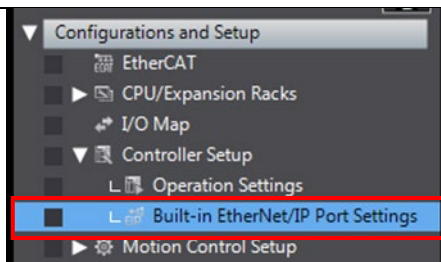 Configurations and Setup
EtherCAT
CPU/Expansion Racks
I/O Map
Controller Setup
Operation Settings
Built-in EtherNet/IP Port Settings
Motion Control Setup